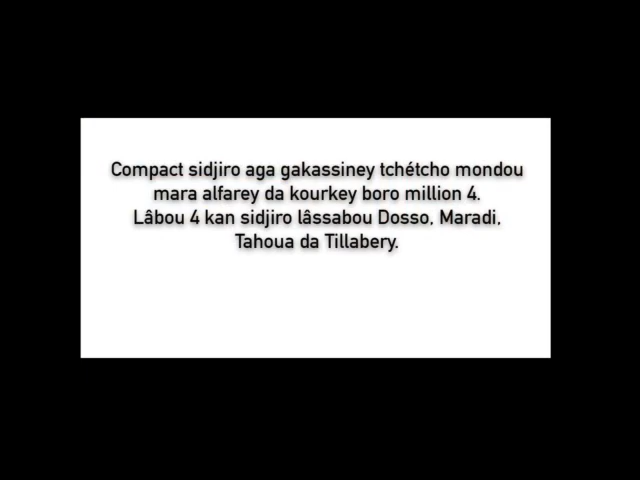 Compact sidjiro aga gakassiney tchétcho mondou
mara alfarey da kourkey boro million 4.
Lâbou 4 kan sidjiro lâssabou Dosso, Maradi,
Tahoua da Tillabery.